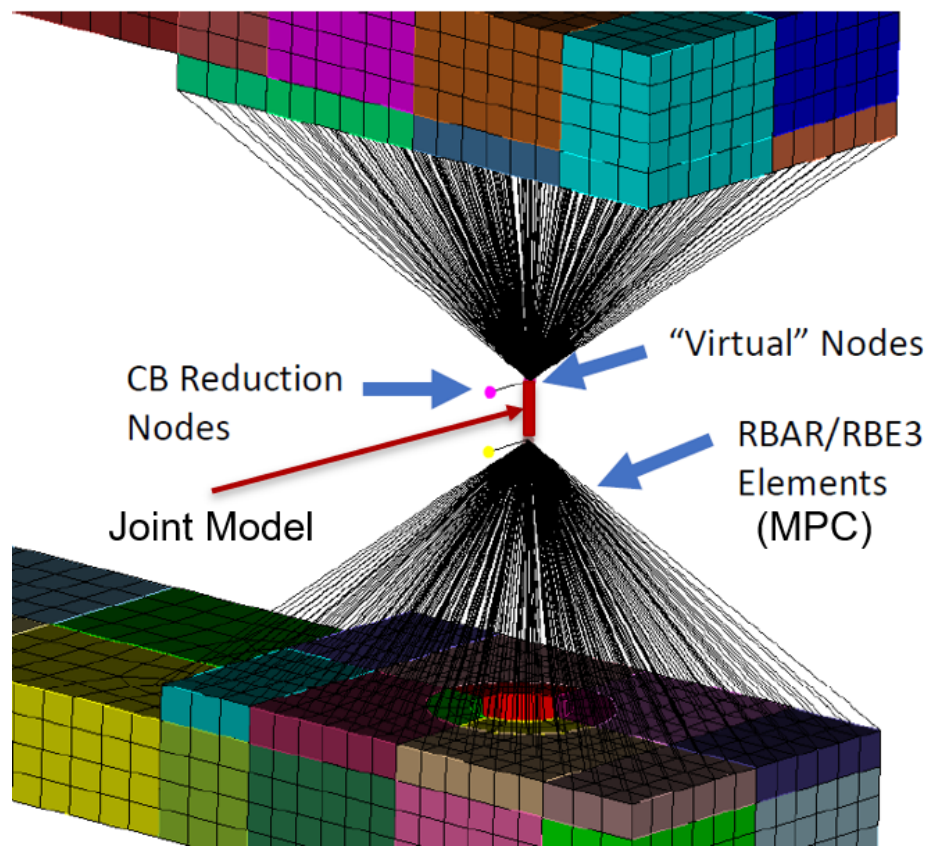 “Virtual” Nodes
CB Reduction
Nodes
RBAR/RBE3
Elements
(MPC)
Joint Model